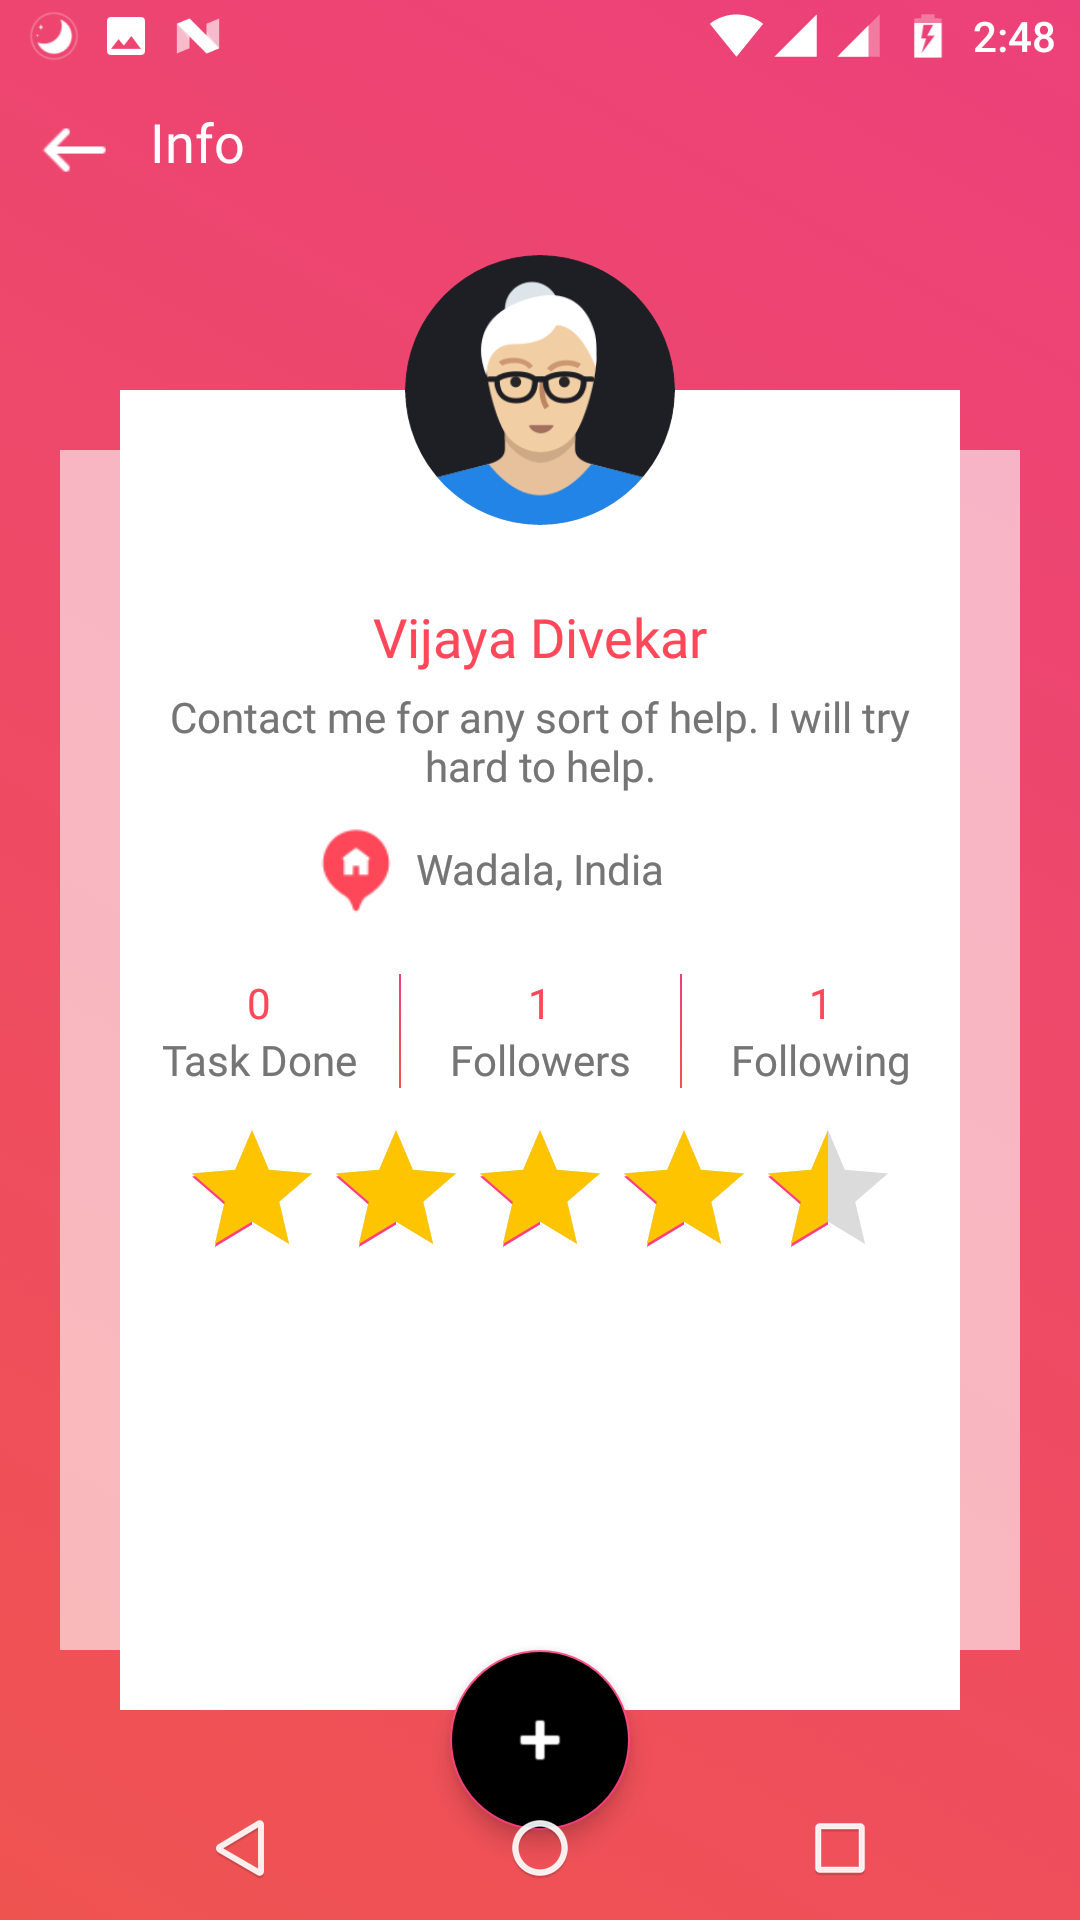 2:48
Info
Vijaya Divekar
Contact me for any sort of help. I will try
hard to help.
Wadala, India
0 1 1
Task Done Followers Following